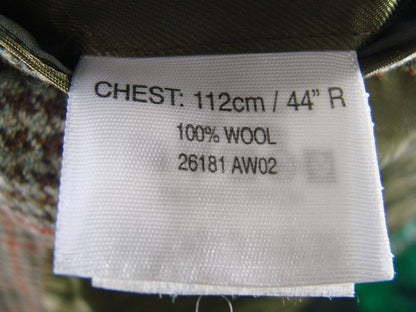 CHEST: 112cm / 44" R
100% WOOL
26181 AW02